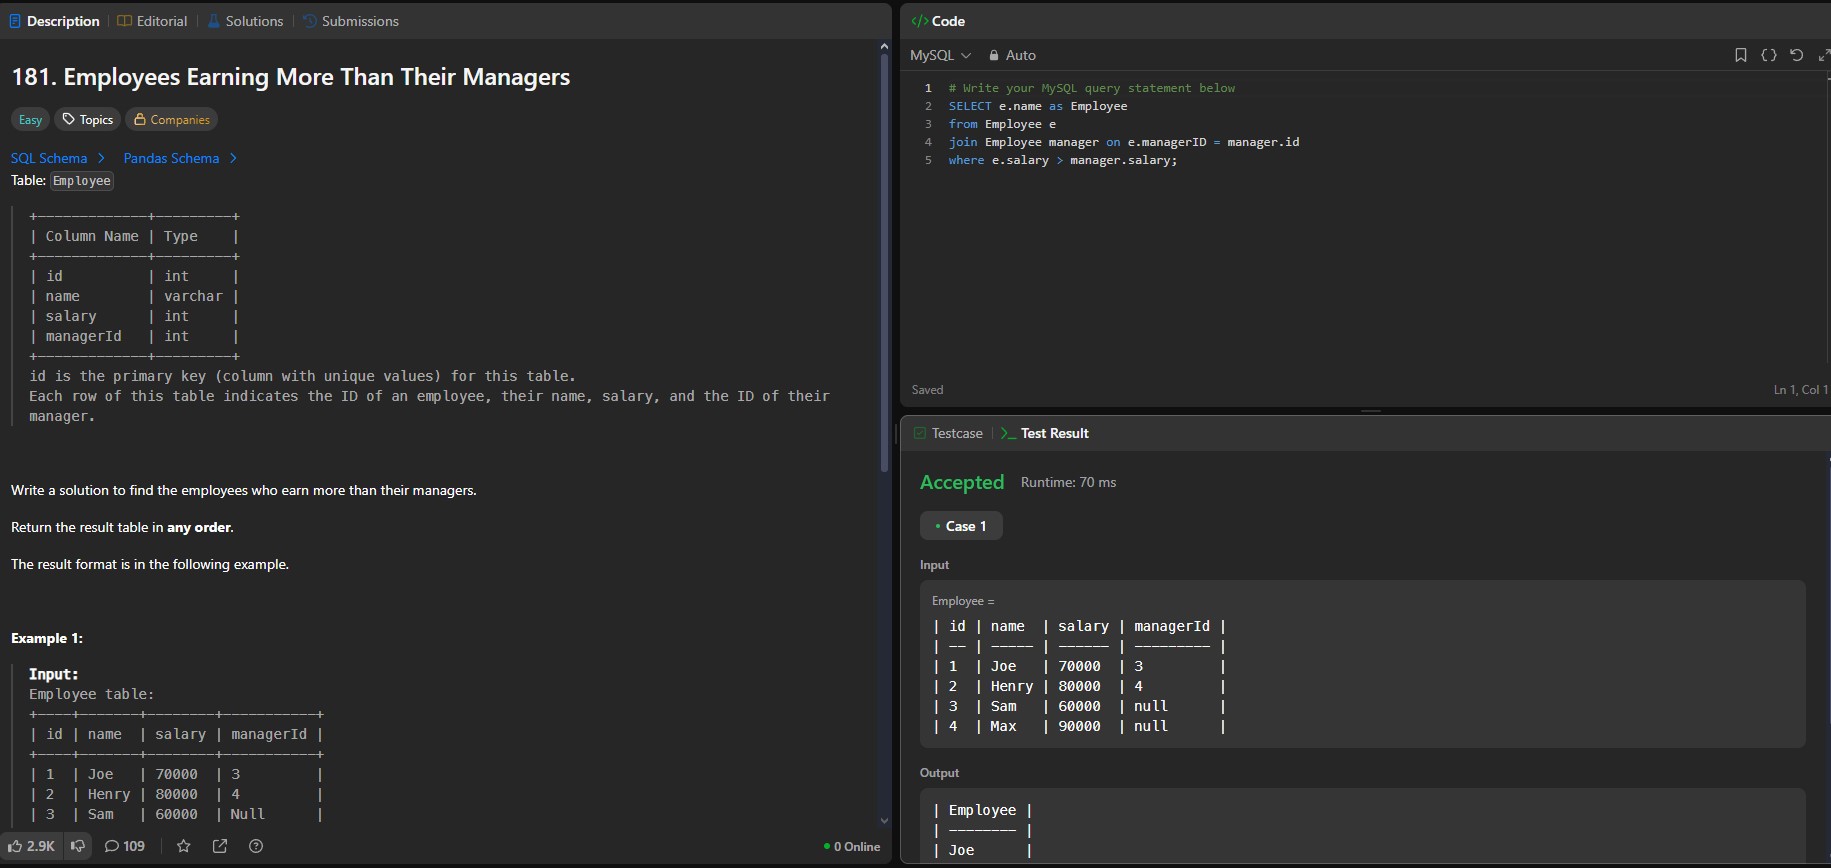 Description | Editorial | Solutions | Submissions
181. Employees Earning More Than Their Managers
Easy Topics Companies
SQL Schema > Pandas Schema >
Table: Employee
+-------------+---------+
| Column Name | Type    |
+-------------+---------+
| id          | int     |
| name        | varchar |
| salary      | int     |
| managerId   | int     |
+-------------+---------+
id is the primary key (column with unique values) for this table.
Each row of this table indicates the ID of an employee, their name, salary, and the ID of their
manager.
Write a solution to find the employees who earn more than their managers.
Return the result table in any order.
The result format is in the following example.
Example 1:
Input:
Employee table:
+----+-------+--------+-----------+
| id | name  | salary | managerId |
+----+-------+--------+-----------+
| 1  | Joe   | 70000  | 3         |
| 2  | Henry | 80000  | 4         |
| 3  | Sam   | 60000  | Null      |
2.9K 109 0 Online
</> Code
MySQL Auto
1 # Write your MySQL query statement below
2 SELECT e.name as Employee
3 from Employee e
4 join Employee manager on e.managerID = manager.id
5 where e.salary > manager.salary;
Saved Ln 1, Col 1
Testcase | >_ Test Result
Accepted Runtime: 70 ms
• Case 1
Input
Employee =
| id | name  | salary | managerId |
| -- | ----- | ------ | --------- |
| 1  | Joe   | 70000  | 3         |
| 2  | Henry | 80000  | 4         |
| 3  | Sam   | 60000  | null      |
| 4  | Max   | 90000  | null      |
Output
| Employee |
| -------- |
| Joe      |